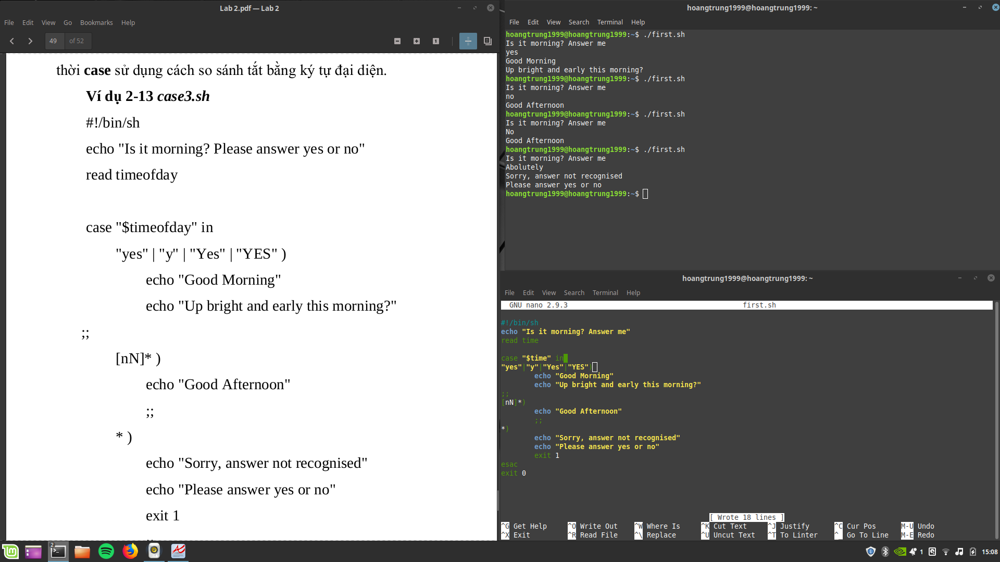 Lab 2.pdf — Lab 2
File Edit View Go Bookmarks Help
49 of 52
thời case sử dụng cách so sánh tắt bằng ký tự đại diện.
Ví dụ 2-13 case3.sh
#!/bin/sh
echo "Is it morning? Please answer yes or no"
read timeofday
case "$timeofday" in
"yes" | "y" | "Yes" | "YES" )
echo "Good Morning"
echo "Up bright and early this morning?"
;;
[nN]* )
echo "Good Afternoon"
;;
* )
echo "Sorry, answer not recognised"
echo "Please answer yes or no"
exit 1
hoangtrung1999@hoangtrung1999: ~
File Edit View Search Terminal Help
hoangtrung1999@hoangtrung1999:~$ ./first.sh
Is it morning? Answer me
yes
Good Morning
Up bright and early this morning?
hoangtrung1999@hoangtrung1999:~$ ./first.sh
Is it morning? Answer me
no
Good Afternoon
hoangtrung1999@hoangtrung1999:~$ ./first.sh
Is it morning? Answer me
No
Good Afternoon
hoangtrung1999@hoangtrung1999:~$ ./first.sh
Is it morning? Answer me
Abolutely
Sorry, answer not recognised
Please answer yes or no
hoangtrung1999@hoangtrung1999:~$
hoangtrung1999@hoangtrung1999: ~
File Edit View Search Terminal Help
GNU nano 2.9.3 first.sh
#!/bin/sh
echo "Is it morning? Answer me"
read time
case "$time" in
"yes"|"y"|"Yes"|"YES")
echo "Good Morning"
echo "Up bright and early this morning?"
;;
[nN]*)
echo "Good Afternoon"
;;
*)
echo "Sorry, answer not recognised"
echo "Please answer yes or no"
exit 1
esac
exit 0
[ Wrote 18 lines ]
^G Get Help ^O Write Out ^W Where Is ^K Cut Text ^J Justify ^C Cur Pos M-U Undo
^X Exit ^R Read File ^\ Replace ^U Uncut Text ^T To Linter ^_ Go To Line M-E Redo
2
1 15:08